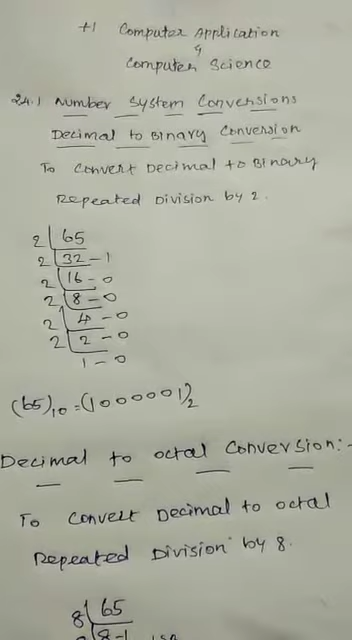 +1 Computer Application
&
Computer Science
24.1 Number System Conversions
Decimal to Binary Conversion
To Convert Decimal to Binary
Repeated Division by 2.
2 65
2 32 - 1
2 16 - 0
2 8 - 0
2 4 - 0
2 2 - 0
1 - 0
(65)10 = (1000001)2
Decimal to octal Conversion:-
To Convert Decimal to octal
Repeated Division by 8.
8 65
8 - 1